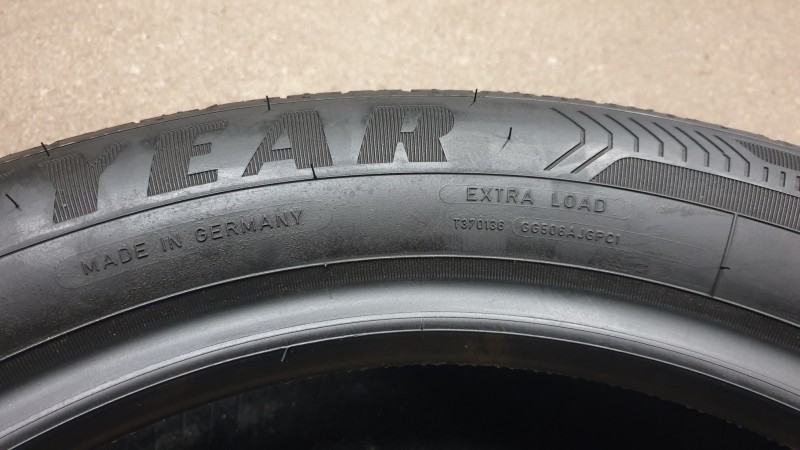 YEAR
EXTRA LOAD
MADE IN GERMANY
T370136 GG506AJGPC1